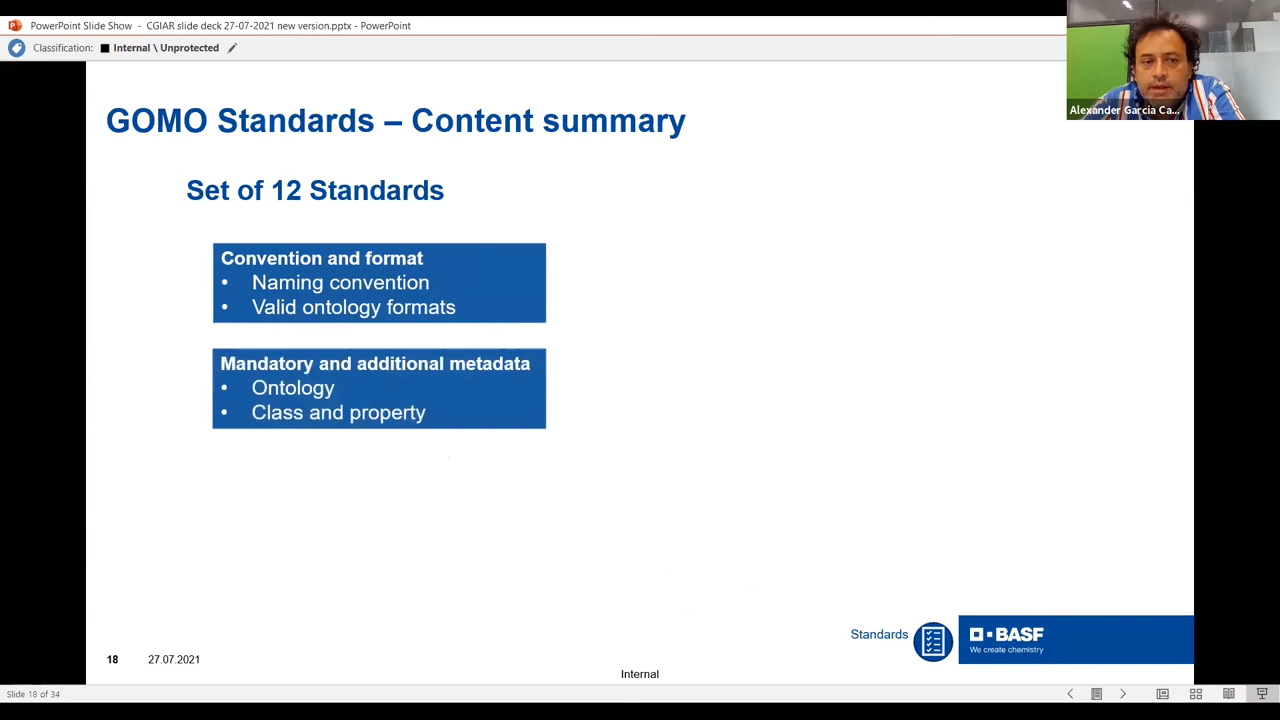 PowerPoint Slide Show - CGIAR slide deck 27-07-2021 new version.pptx - PowerPoint
Classification: Internal \ Unprotected
Alexander Garcia Ca...
GOMO Standards – Content summary
Set of 12 Standards
Convention and format
• Naming convention
• Valid ontology formats
Mandatory and additional metadata
• Ontology
• Class and property
Standards
BASF
We create chemistry
18 27.07.2021
Internal
Slide 18 of 34